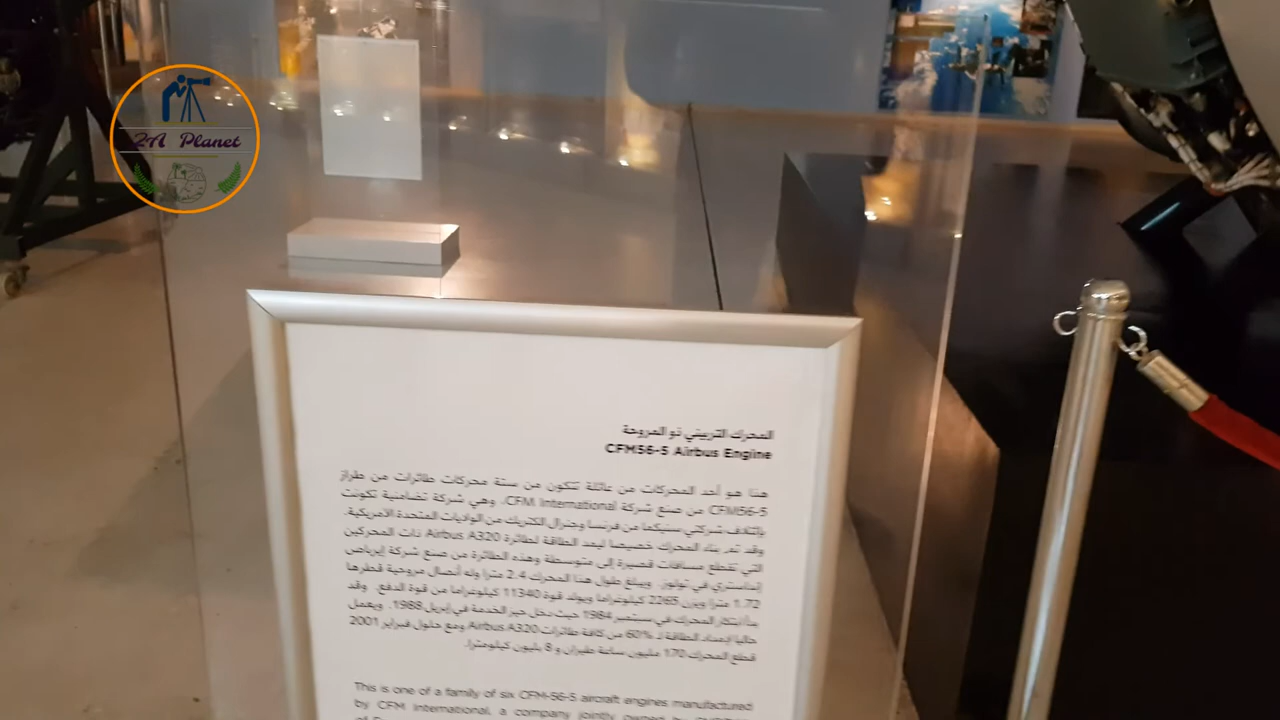 2A Planet
المحرك التربيني ذو المروحة
CFM56-5 Airbus Engine
هذا هو أحد المحركات من عائلة تتكون من ستة محركات طائرات من طراز
CFM56-5 من صنع شركة CFM International، وهي شركة تضامنية تكونت
بإئتلاف شركتي سنيكما من فرنسا وجنرال الكتريك من الواديات المتحدة الأمريكية.
وقد تم بناء المحرك خصيصا ليمد الطاقة لطائرة Airbus A320 ذات المحركين
التي تقطع مسافات قصيرة إلى متوسطة وهذه الطائرة من صنع شركة إيرباص
إنداستري في تولوز. ويبلغ طول هذا المحرك 2.4 مترا وله أنصال مروحية قطرها
1.72 مترا ويزن 2265 كيلوغراما ويولد قوة 11340 كيلوغراما من قوة الدفع. وقد
بدأ ابتكار المحرك في سبتمبر 1984 حيث دخل حيز الخدمة في إبريل 1988. ويعمل
حاليا لإمداد الطاقة لـ 60% من كافة طائرات Airbus A320 ومع حلول فبراير 2001
قطع المحرك 170 مليون ساعة طيران و 8 بليون كيلومترا.
This is one of a family of six CFM-56-5 aircraft engines manufactured
by CFM International, a company jointly owned by